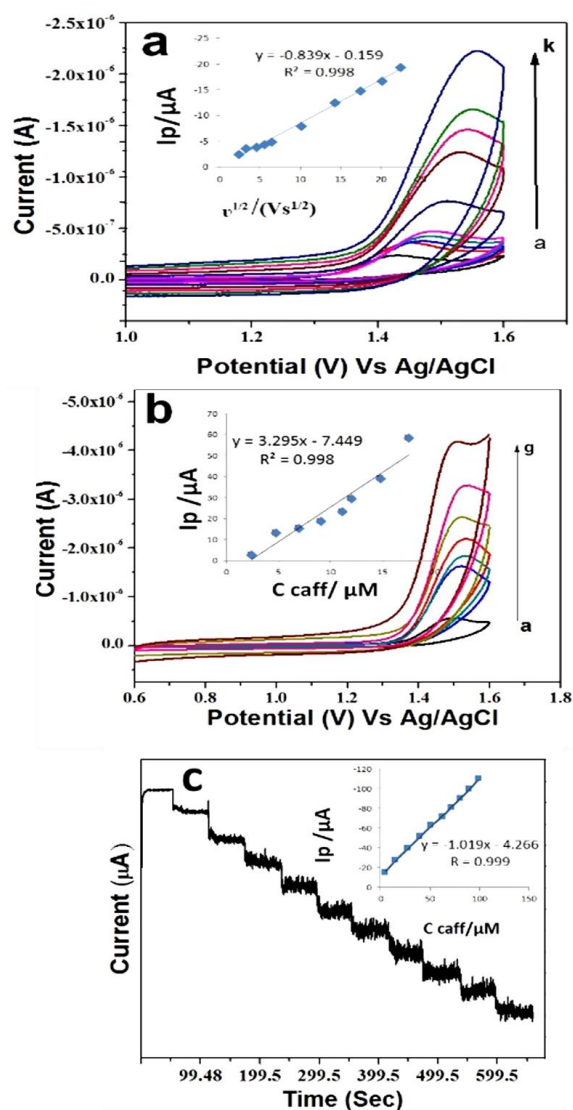 a
-2.5x10⁻⁶
-2.0x10⁻⁶
-1.5x10⁻⁶
-1.0x10⁻⁶
-5.0x10⁻⁷
0.0
Current (A)
-25
-20
-15
-10
-5
0
Ip/µA
y = -0.839x - 0.159
R² = 0.998
0 5 10 15 20
υ^1/2/(Vs^1/2)
k
a
1.0 1.2 1.4 1.6
Potential (V) Vs Ag/AgCl
b
-5.0x10⁻⁶
-4.0x10⁻⁶
-3.0x10⁻⁶
-2.0x10⁻⁶
-1.0x10⁻⁶
0.0
Current (A)
70
60
50
40
30
20
10
0
Ip /µA
y = 3.295x - 7.449
R² = 0.998
0 5 10 15
C caff/ µM
g
a
0.6 0.8 1.0 1.2 1.4 1.6 1.8
Potential (V) Vs Ag/AgCl
c
Current (µA)
-120
-100
-80
-60
-40
-20
0
Ip /µA
y = -1.019x - 4.266
R = 0.999
0 50 100 150
C caff/µM
99.48 199.5 299.5 399.5 499.5 599.5
Time (Sec)